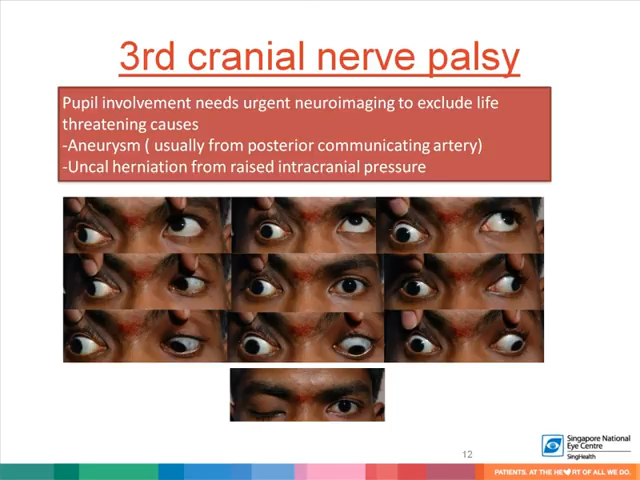 3rd cranial nerve palsy
Pupil involvement needs urgent neuroimaging to exclude life
threatening causes
-Aneurysm ( usually from posterior communicating artery)
-Uncal herniation from raised intracranial pressure
12
Singapore National
Eye Centre
SingHealth
PATIENTS. AT THE HE♥RT OF ALL WE DO.